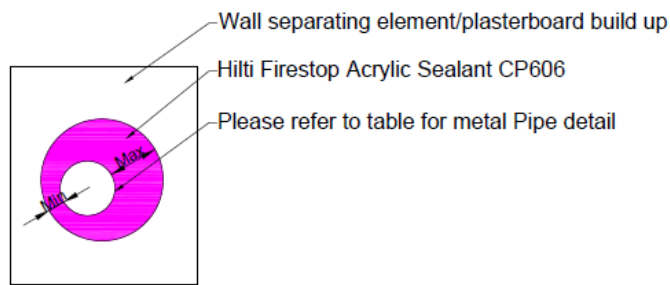 Wall separating element/plasterboard build up
Hilti Firestop Acrylic Sealant CP606
Please refer to table for metal Pipe detail
Max
Min